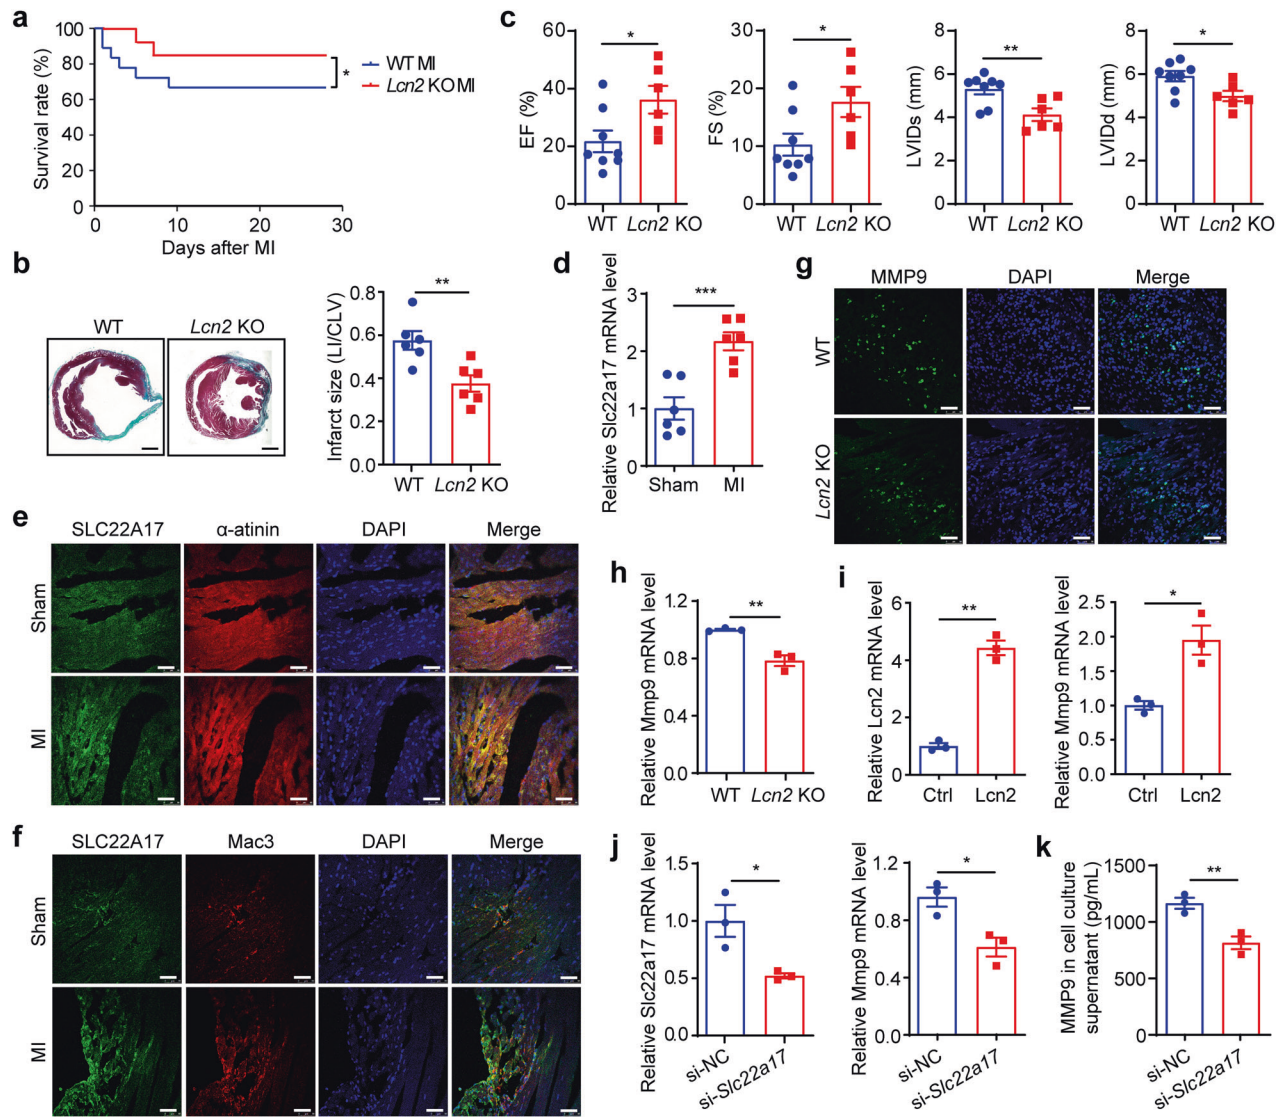 a
Survival rate (%)
100
80
60
40
20
0
0
10
20
30
Days after MI
WT MI
Lcn2 KO MI
*
b
WT
Lcn2 KO
Infarct size (LI/CLV)
0.8
0.6
0.4
0.2
0.0
**
WT
Lcn2 KO
c
EF (%)
60
40
20
0
*
WT
Lcn2 KO
FS (%)
30
20
10
0
*
WT
Lcn2 KO
LVIDs (mm)
8
6
4
2
0
**
WT
Lcn2 KO
LVIDd (mm)
8
6
4
2
0
*
WT
Lcn2 KO
d
Relative Slc22a17 mRNA level
3
2
1
0
***
Sham
MI
e
SLC22A17
α-atinin
DAPI
Merge
Sham
MI
f
SLC22A17
Mac3
DAPI
Merge
Sham
MI
g
MMP9
DAPI
Merge
WT
Lcn2 KO
h
Relative Mmp9 mRNA level
1.2
0.8
0.4
0.0
**
WT
Lcn2 KO
i
Relative Lcn2 mRNA level
6
4
2
0
**
Ctrl
Lcn2
Relative Mmp9 mRNA level
2.5
2.0
1.5
1.0
0.5
0.0
*
Ctrl
Lcn2
j
Relative Slc22a17 mRNA level
1.5
1.0
0.5
0.0
*
si-NC
si-Slc22a17
Relative Mmp9 mRNA level
1.2
0.8
0.4
0.0
*
si-NC
si-Slc22a17
k
MMP9 in cell culture
supernatant (pg/mL)
1500
1000
500
0
**
si-NC
si-Slc22a17